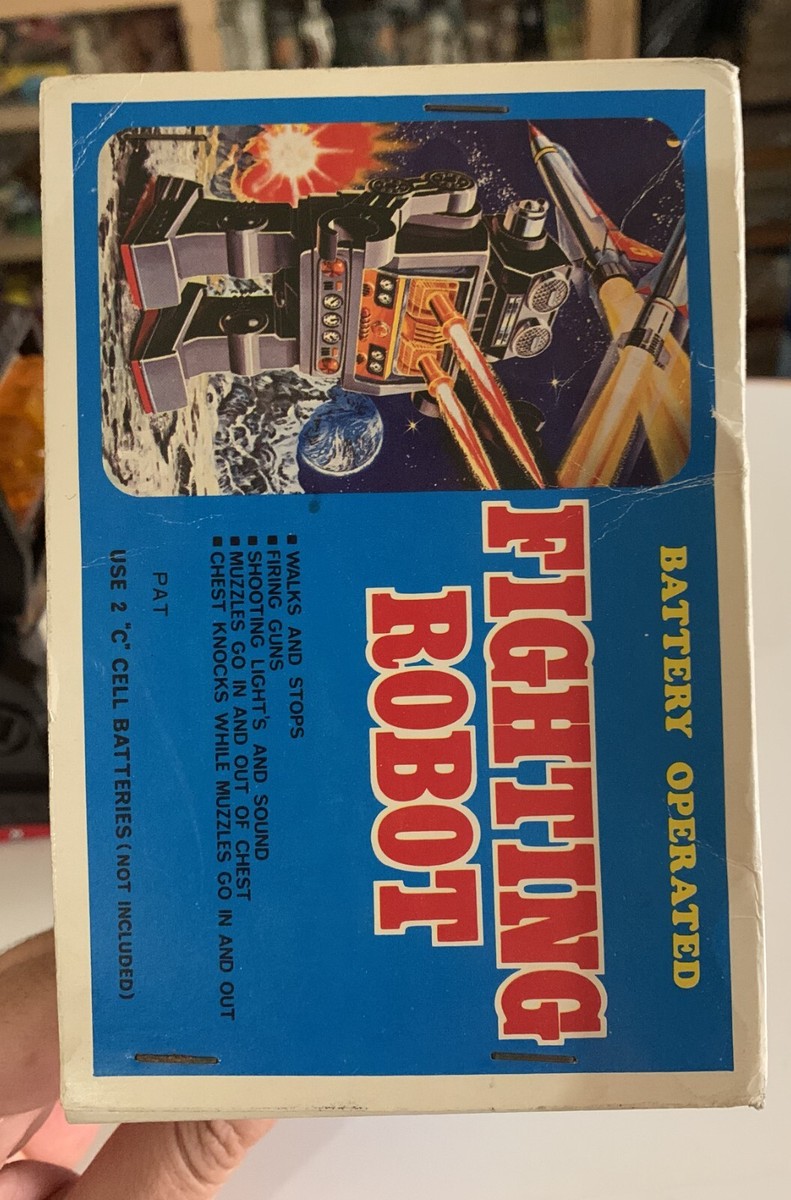 BATTERY OPERATED
FIGHTING
ROBOT
■ WALKS AND STOPS
■ FIRING GUNS
■ SHOOTING LIGHT'S AND SOUND
■ MUZZLES GO IN AND OUT OF CHEST
■ CHEST KNOCKS WHILE MUZZLES GO IN AND OUT
PAT
USE 2 "C" CELL BATTERIES (NOT INCLUDED)